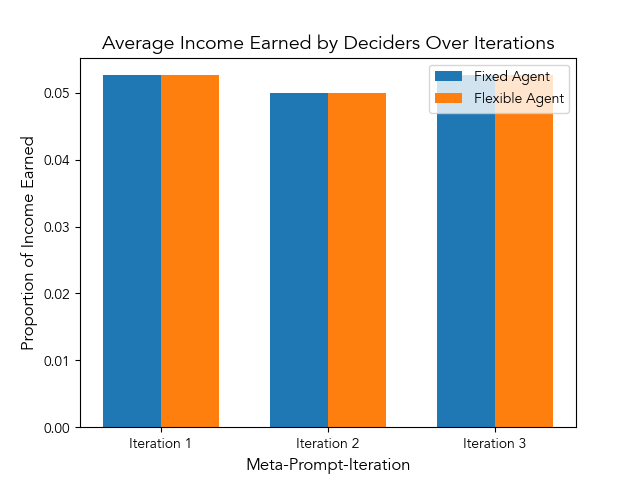 Average Income Earned by Deciders Over Iterations
Fixed Agent
Flexible Agent
Proportion of Income Earned
0.05
0.04
0.03
0.02
0.01
0.00
Iteration 1
Iteration 2
Iteration 3
Meta-Prompt-Iteration